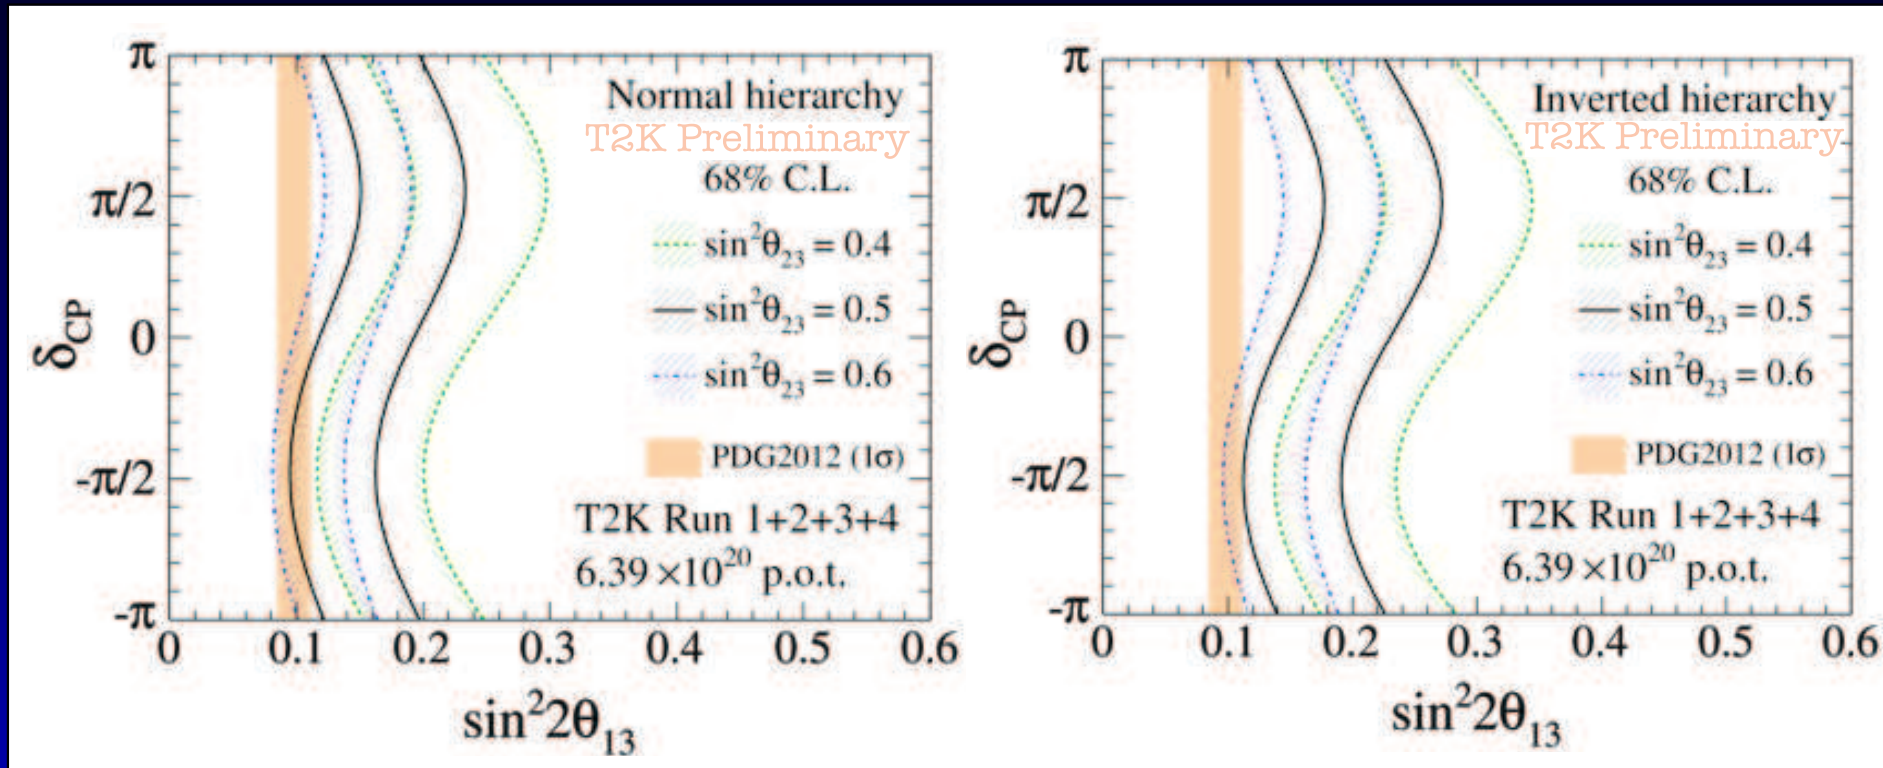 π
π/2
0
-π/2
-π
δCP
Normal hierarchy
T2K Preliminary
68% C.L.
sin²θ₂₃ = 0.4
sin²θ₂₃ = 0.5
sin²θ₂₃ = 0.6
PDG2012 (1σ)
T2K Run 1+2+3+4
6.39 ×10²⁰ p.o.t.
0 0.1 0.2 0.3 0.4 0.5 0.6
sin²2θ₁₃
π
π/2
0
-π/2
-π
δCP
Inverted hierarchy
T2K Preliminary
68% C.L.
sin²θ₂₃ = 0.4
sin²θ₂₃ = 0.5
sin²θ₂₃ = 0.6
PDG2012 (1σ)
T2K Run 1+2+3+4
6.39 ×10²⁰ p.o.t.
0 0.1 0.2 0.3 0.4 0.5 0.6
sin²2θ₁₃